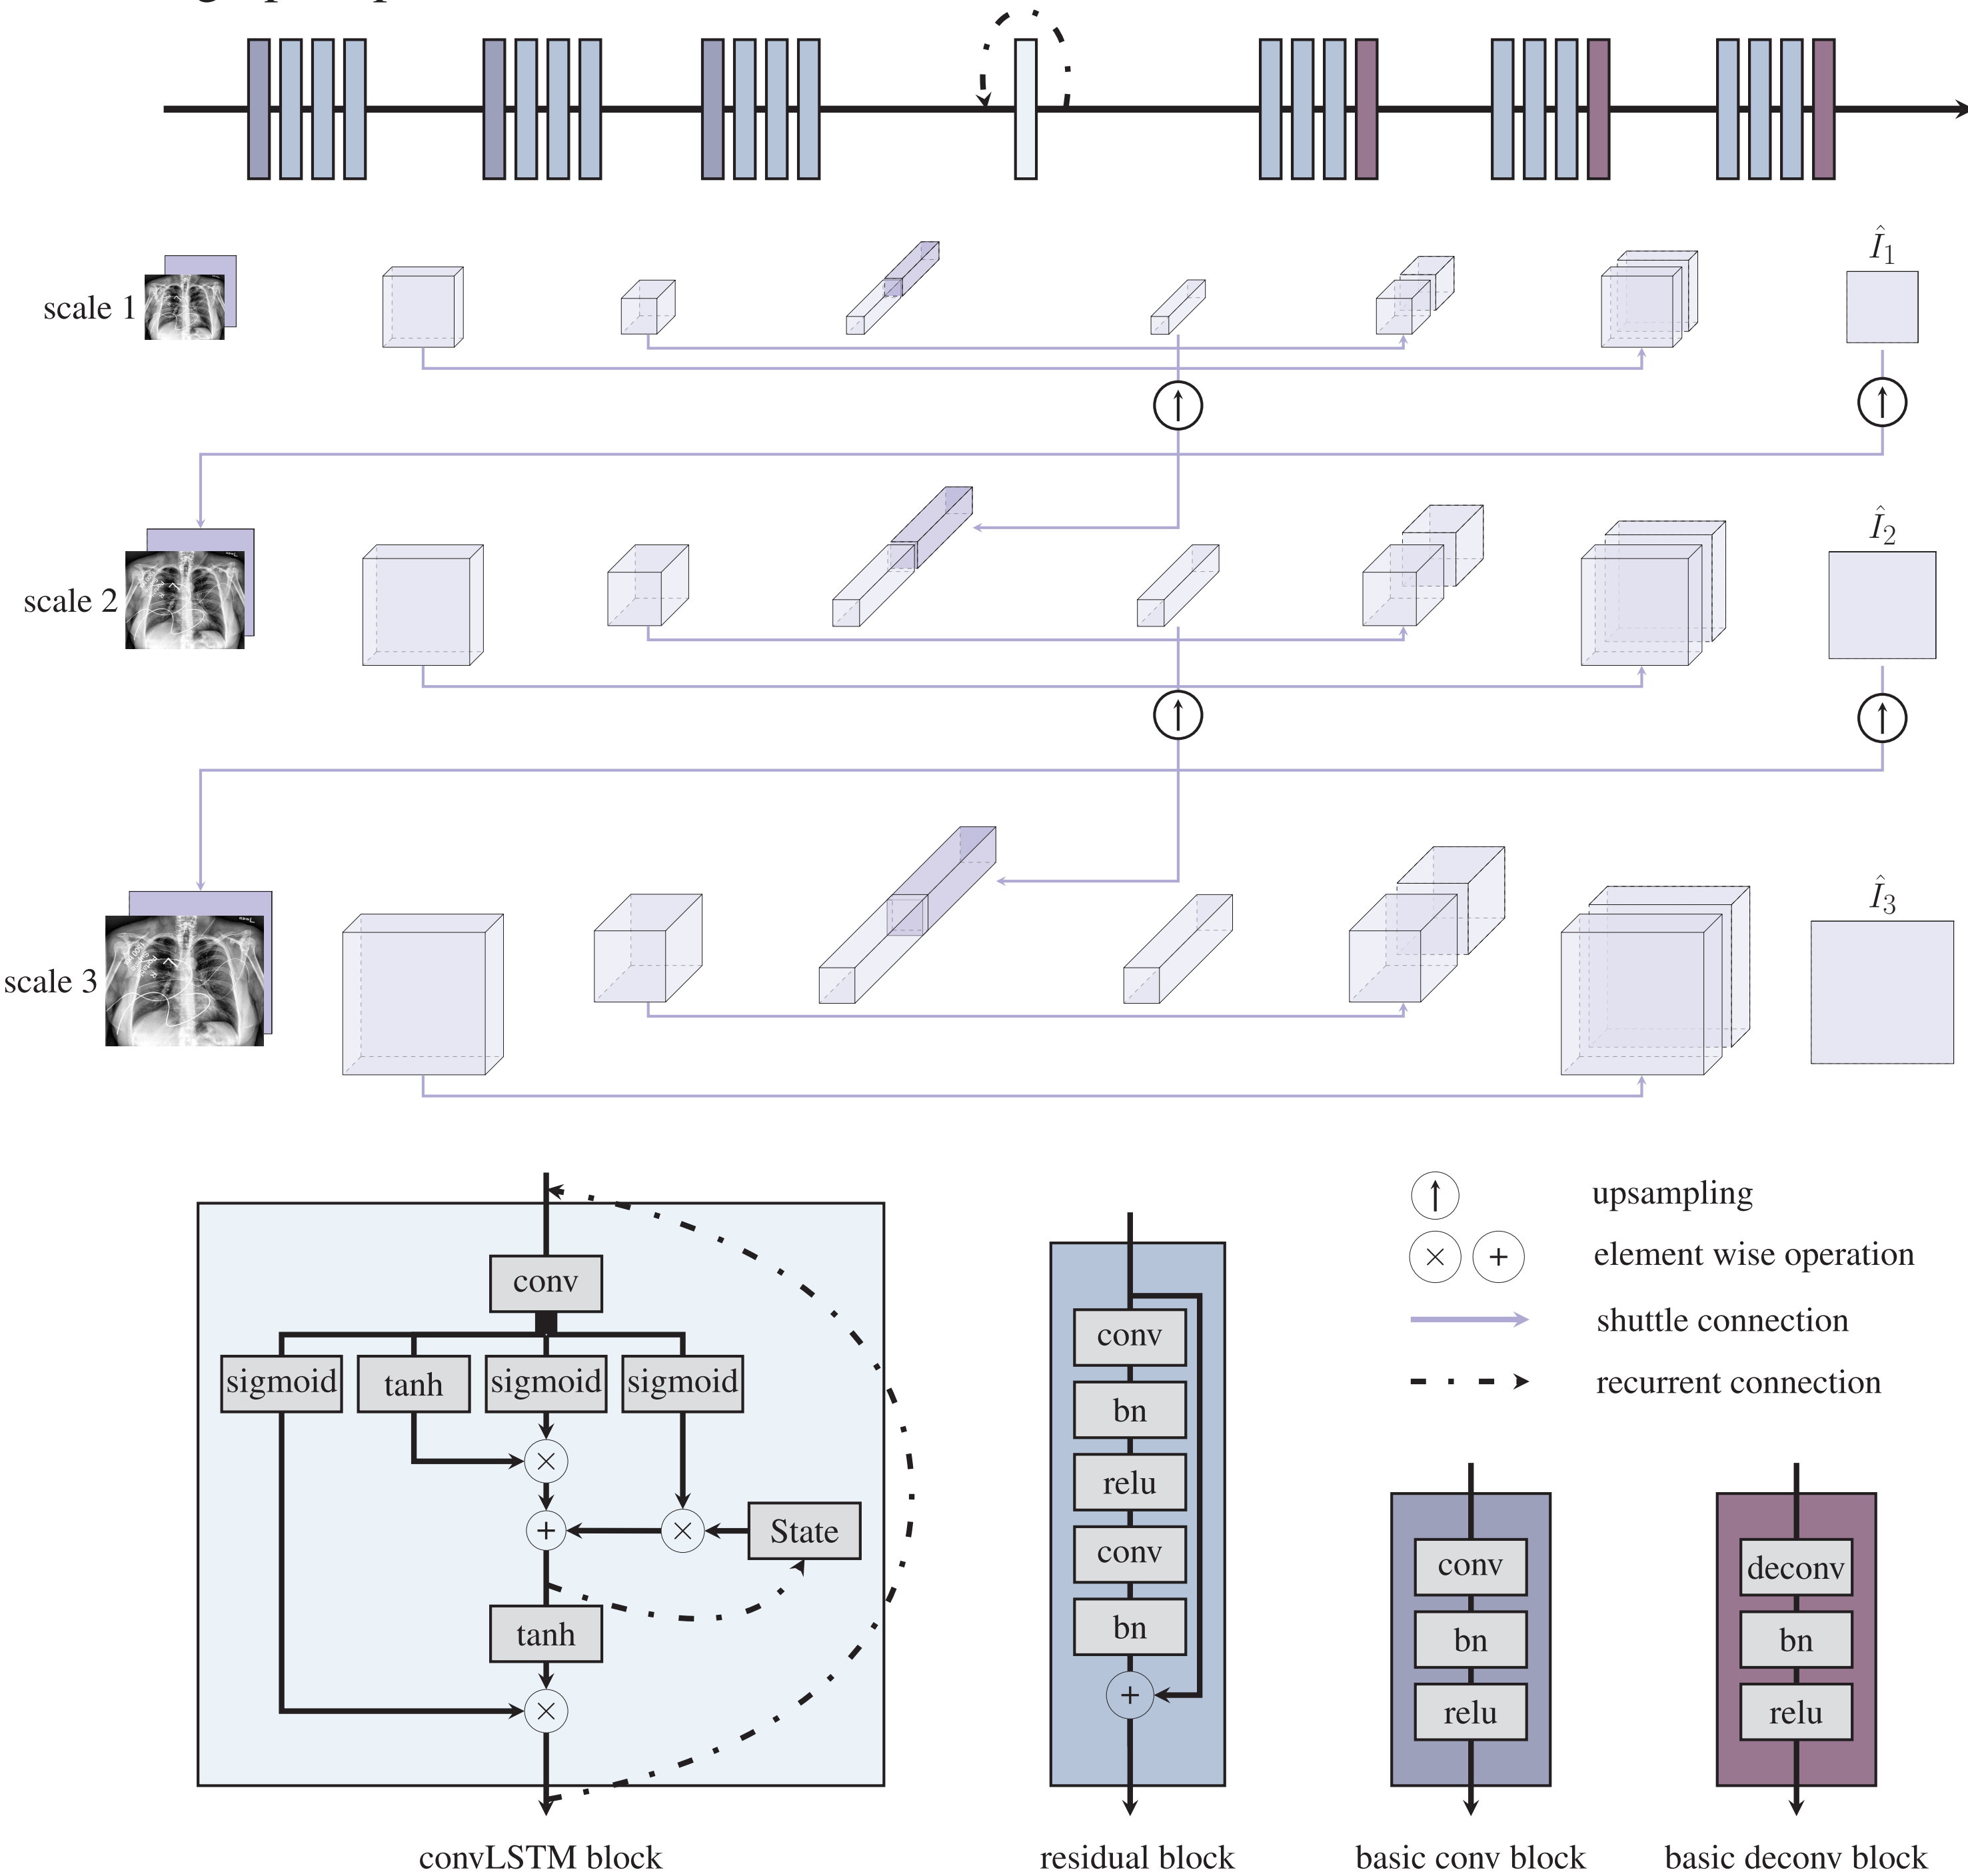 scale 1
Î₁
scale 2
Î₂
scale 3
Î₃
conv
sigmoid tanh sigmoid sigmoid
×
+ × State
tanh
×
convLSTM block
conv
bn
relu
conv
bn
+
residual block
upsampling
× + element wise operation
shuttle connection
recurrent connection
conv
bn
relu
basic conv block
deconv
bn
relu
basic deconv block